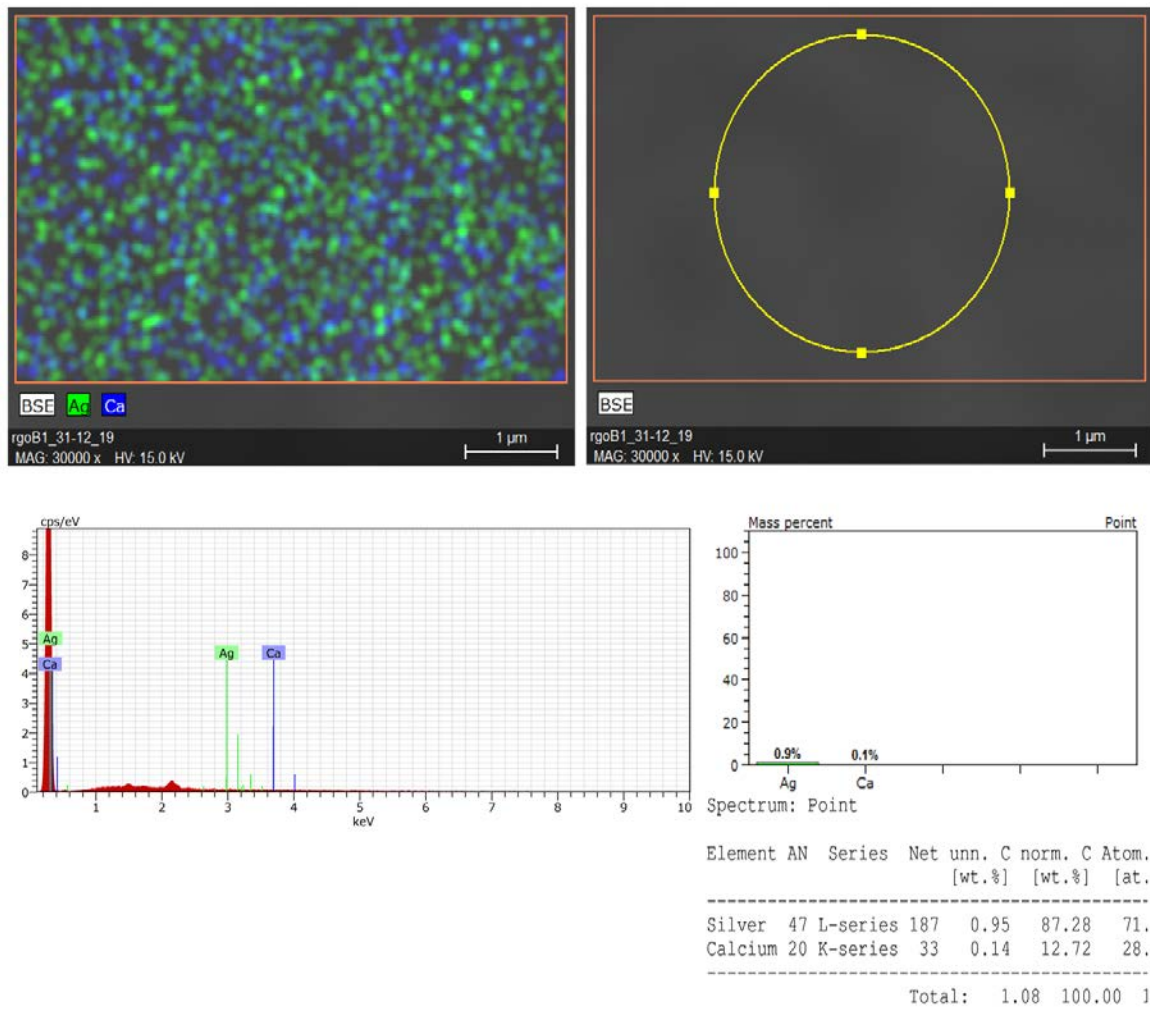 BSE Ag Ca
rgoB1_31-12_19
MAG: 30000 x HV: 15.0 kV
1 µm
BSE
rgoB1_31-12_19
MAG: 30000 x HV: 15.0 kV
1 µm
cps/eV
8
7
6
5
4
3
2
1
0
Ag
Ca
Ag
Ca
1 2 3 4 5 6 7 8 9 10
keV
Mass percent Point
100
80
60
40
20
0
0.9% 0.1%
Ag Ca
Spectrum: Point
Element AN Series Net unn. C norm. C Atom.
[wt.%] [wt.%] [at.
Silver 47 L-series 187 0.95 87.28 71.
Calcium 20 K-series 33 0.14 12.72 28.
Total: 1.08 100.00 1